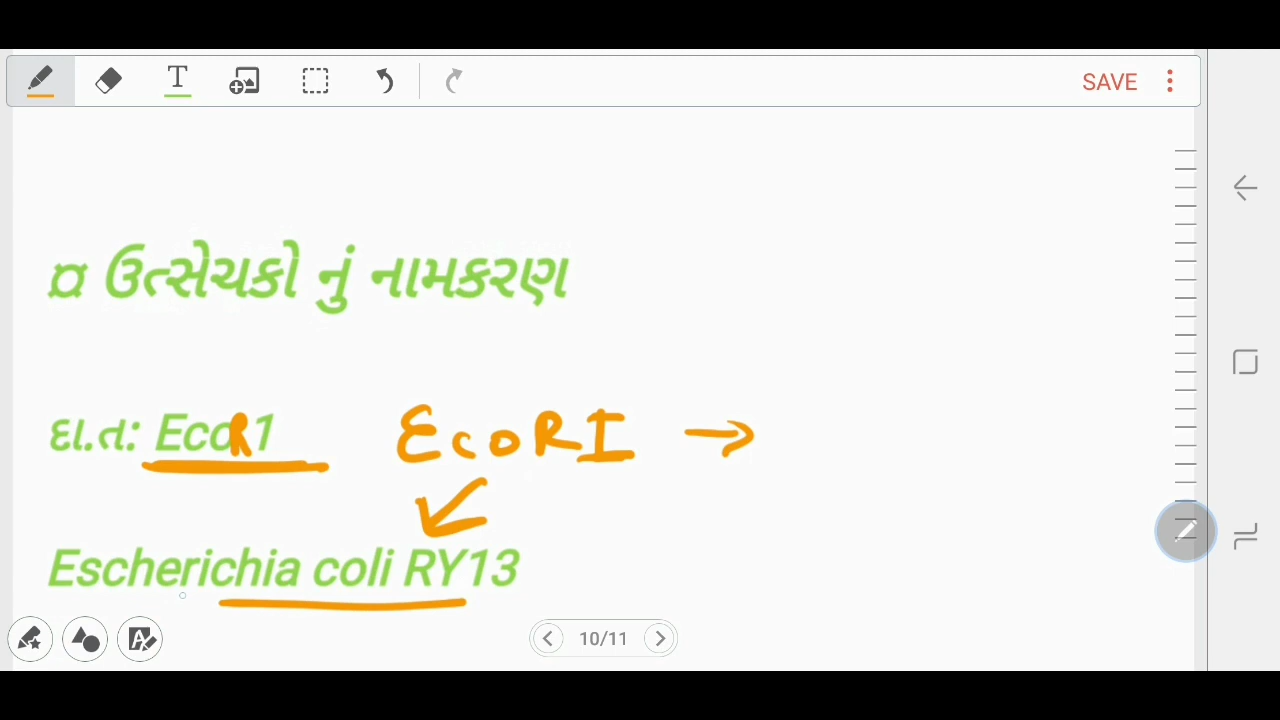 SAVE
¤ ઉત્સેચકો નું નામકરણ
દા.ત: EcoR1 EcoRI →
Escherichia coli RY13
10/11